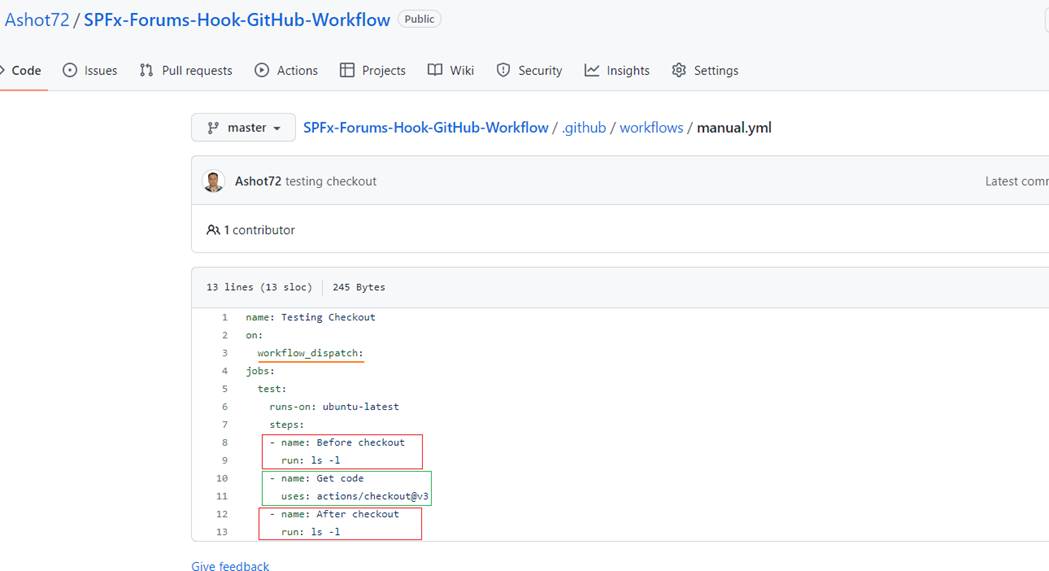 Ashot72 / SPFx-Forums-Hook-GitHub-Workflow Public
Code Issues Pull requests Actions Projects Wiki Security Insights Settings
master SPFx-Forums-Hook-GitHub-Workflow / .github / workflows / manual.yml
Ashot72 testing checkout Latest comm
1 contributor
13 lines (13 sloc) 245 Bytes
1 name: Testing Checkout
2 on:
3 workflow_dispatch:
4 jobs:
5 test:
6 runs-on: ubuntu-latest
7 steps:
8 - name: Before checkout
9 run: ls -l
10 - name: Get code
11 uses: actions/checkout@v3
12 - name: After checkout
13 run: ls -l
Give feedback